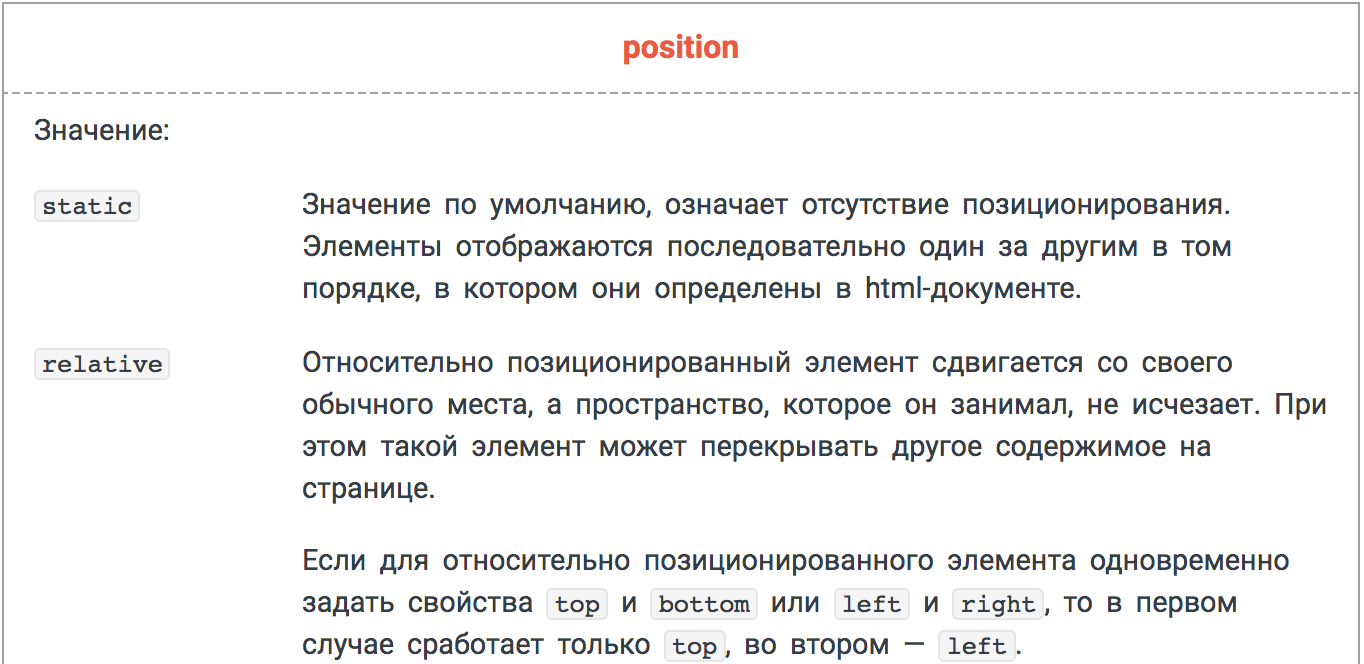 position
Значение:
static
Значение по умолчанию, означает отсутствие позиционирования.
Элементы отображаются последовательно один за другим в том
порядке, в котором они определены в html-документе.
relative
Относительно позиционированный элемент сдвигается со своего
обычного места, а пространство, которое он занимал, не исчезает. При
этом такой элемент может перекрывать другое содержимое на
странице.
Если для относительно позиционированного элемента одновременно
задать свойства top и bottom или left и right, то в первом
случае сработает только top, во втором — left.